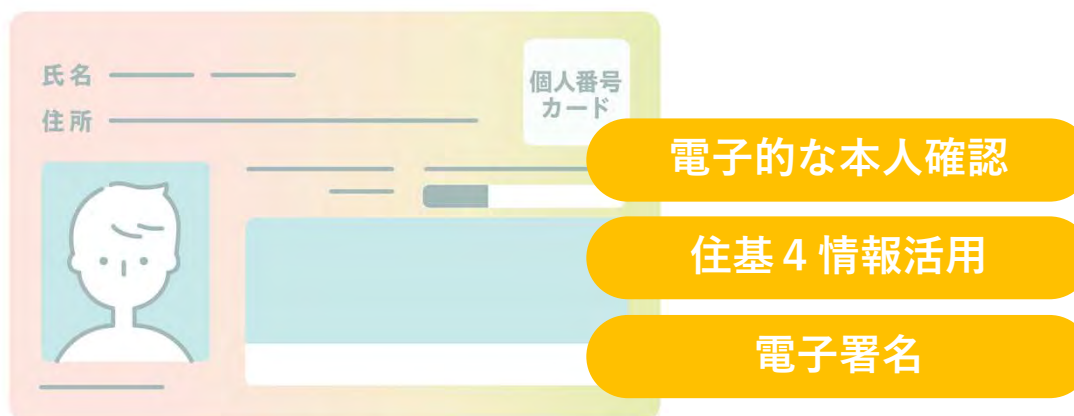 氏名
住所
個人番号
カード
電子的な本人確認
住基４情報活用
電子署名